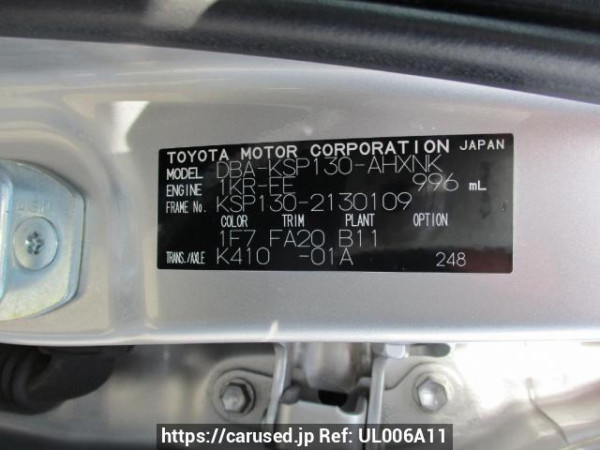 TOYOTA MOTOR CORPORATION JAPAN
MODEL DBA-KSP130-AHXNK
ENGINE 1KR-FE 996 mL
FRAME No. KSP130-2130109
COLOR TRIM PLANT OPTION
1F7 FA20 B11
TRANS./AXLE K410 -01A 248
https://carused.jp Ref: UL006A11